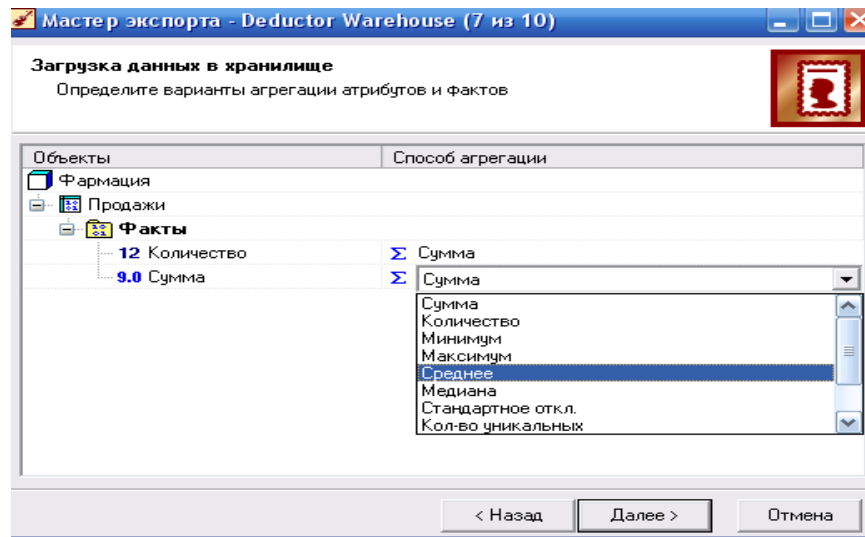 Мастер экспорта - Deductor Warehouse (7 из 10)
Загрузка данных в хранилище
Определите варианты агрегации атрибутов и фактов
Объекты Способ агрегации
Фармация
Продажи
Факты
12 Количество Σ Сумма
9.0 Сумма Σ Сумма
Сумма
Количество
Минимум
Максимум
Среднее
Медиана
Стандартное откл.
Кол-во уникальных
< Назад Далее > Отмена